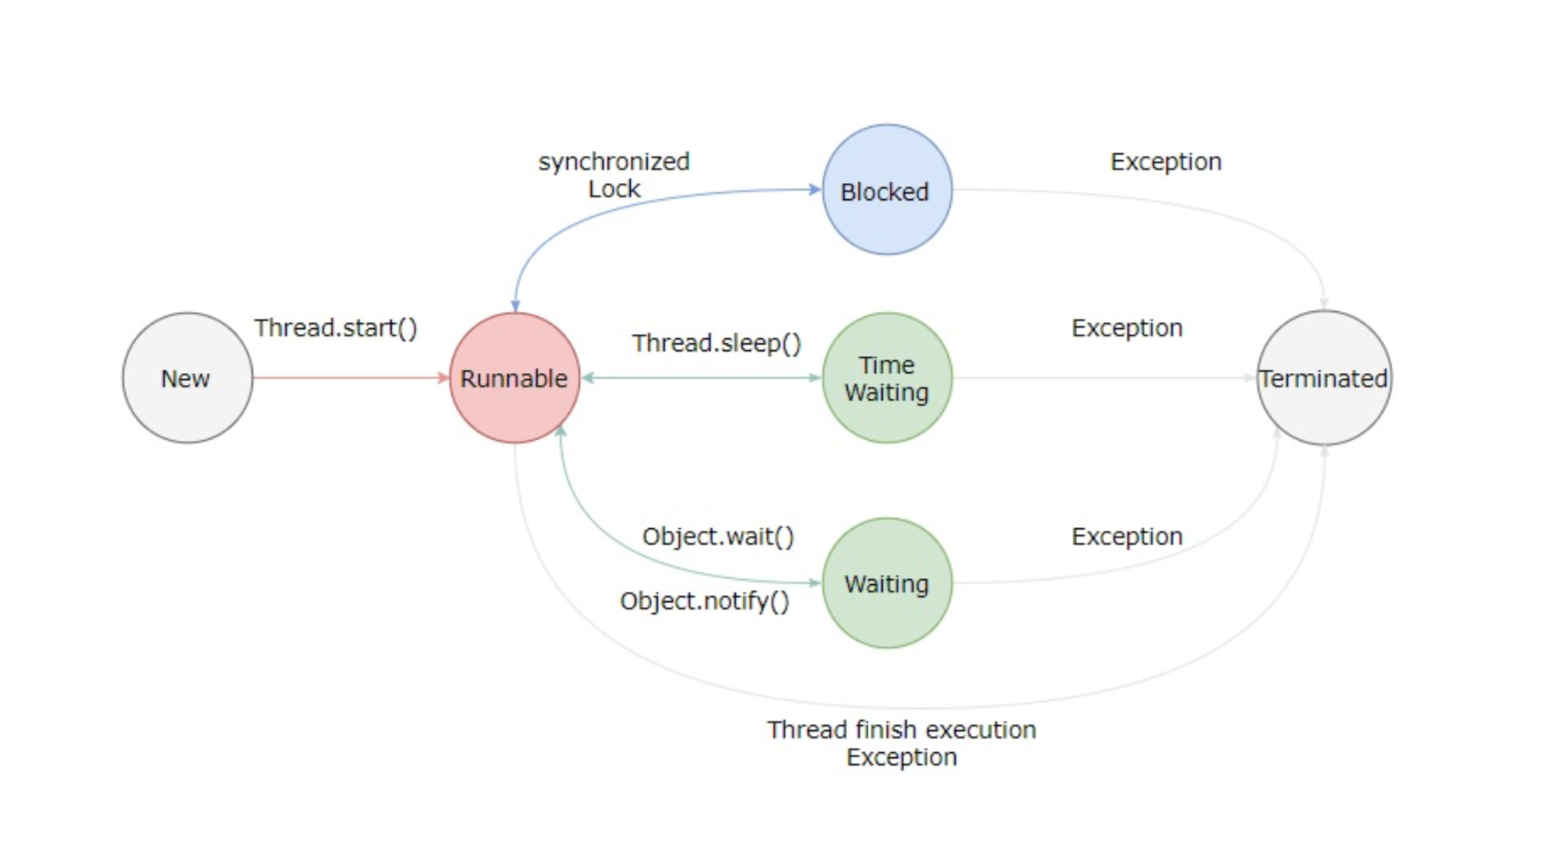 synchronized
Lock
Blocked
Exception
New
Thread.start()
Runnable
Thread.sleep()
Time
Waiting
Exception
Terminated
Object.wait()
Object.notify()
Waiting
Exception
Thread finish execution
Exception